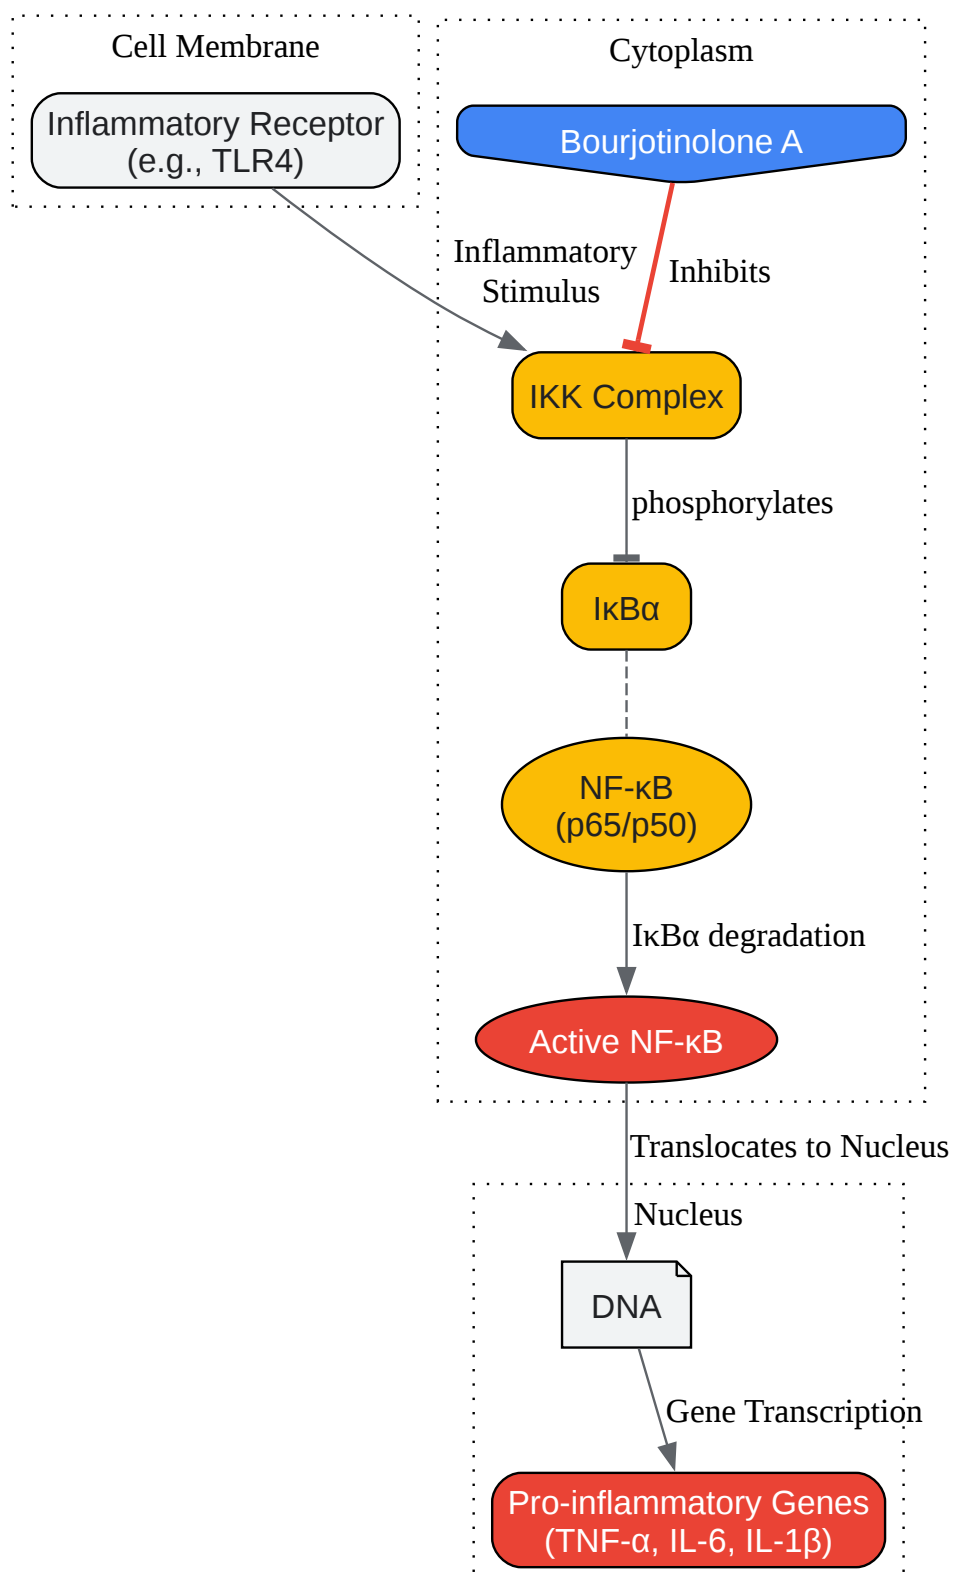 Cell Membrane
Inflammatory Receptor
(e.g., TLR4)
Cytoplasm
Bourjotinolone A
Inflammatory
Stimulus
Inhibits
IKK Complex
phosphorylates
IκBα
NF-κB
(p65/p50)
IκBα degradation
Active NF-κB
Translocates to Nucleus
Nucleus
DNA
Gene Transcription
Pro-inflammatory Genes
(TNF-α, IL-6, IL-1β)